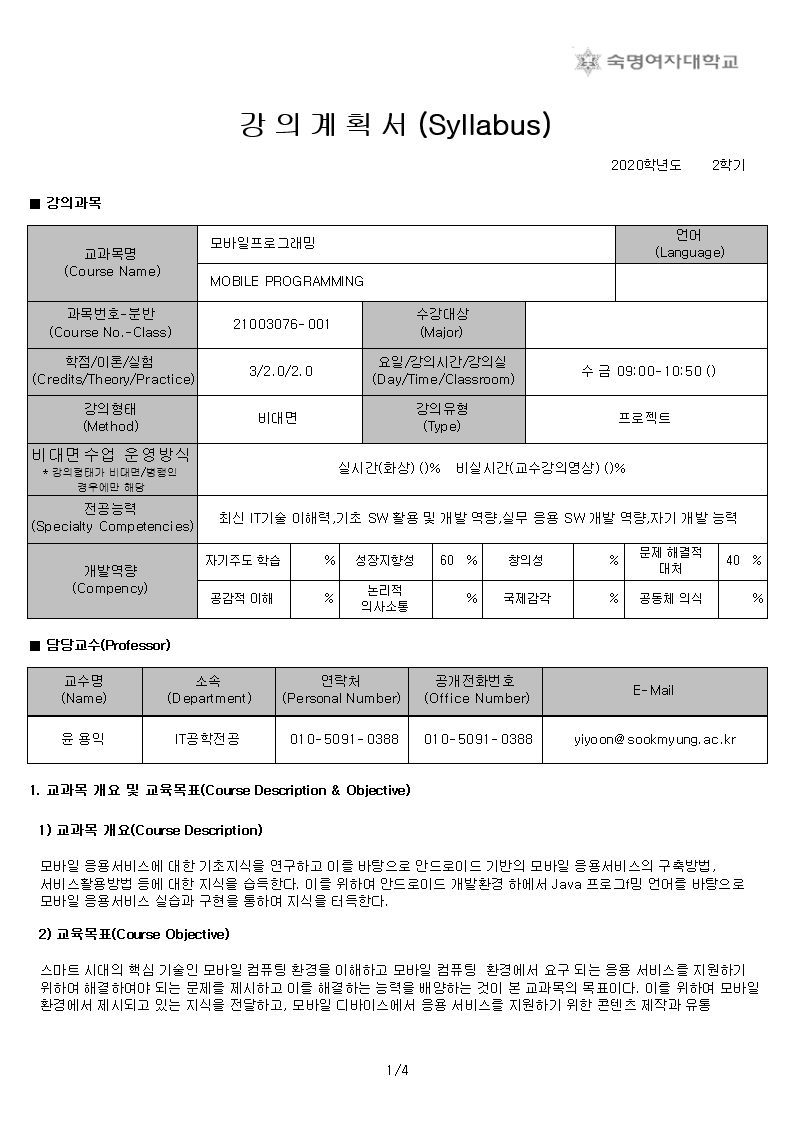 숙명여자대학교
강 의 계 획 서 (Syllabus)
2020학년도 2학기
■ 강의과목
교과목명
(Course Name)
모바일프로그래밍
언어
(Language)
MOBILE PROGRAMMING
과목번호-분반
(Course No.-Class)
21003076-001
수강대상
(Major)
학점/이론/실험
(Credits/Theory/Practice)
3/2.0/2.0
요일/강의시간/강의실
(Day/Time/Classroom)
수 금 09:00-10:50 ()
강의형태
(Method)
비대면
강의유형
(Type)
프로젝트
비대면수업 운영방식
* 강의형태가 비대면/병행인
경우에만 해당
실시간(화상) ()% 비실시간(교수강의영상) ()%
전공능력
(Specialty Competencies)
최신 IT기술 이해력,기초 SW 활용 및 개발 역량,실무 응용 SW 개발 역량,자기 개발 능력
개발역량
(Compency)
자기주도 학습 % 성장지향성 60 % 창의성 % 문제 해결적 대처 40 %
공감적 이해 % 논리적 의사소통 % 국제감각 % 공동체 의식 %
■ 담당교수(Professor)
교수명
(Name)
소속
(Department)
연락처
(Personal Number)
공개전화번호
(Office Number)
E-Mail
윤 용익 IT공학전공 010-5091-0388 010-5091-0388 yiyoon@sookmyung.ac.kr
1. 교과목 개요 및 교육목표(Course Description & Objective)
1) 교과목 개요(Course Description)
모바일 응용서비스에 대한 기초지식을 연구하고 이를 바탕으로 안드로이드 기반의 모바일 응용서비스의 구축방법,
서비스활용방법 등에 대한 지식을 습득한다. 이를 위하여 안드로이드 개발환경 하에서 Java 프로그f밍 언어를 바탕으로
모바일 응용서비스 실습과 구현을 통하여 지식을 터득한다.
2) 교육목표(Course Objective)
스마트 시대의 핵심 기술인 모바일 컴퓨팅 환경을 이해하고 모바일 컴퓨팅 환경에서 요구 되는 응용 서비스를 지원하기
위하여 해결하여야 되는 문제를 제시하고 이를 해결하는 능력을 배양하는 것이 본 교과목의 목표이다. 이를 위하여 모바일
환경에서 제시되고 있는 지식을 전달하고, 모바일 디바이스에서 응용 서비스를 지원하기 위한 콘텐츠 제작과 유통
1/4